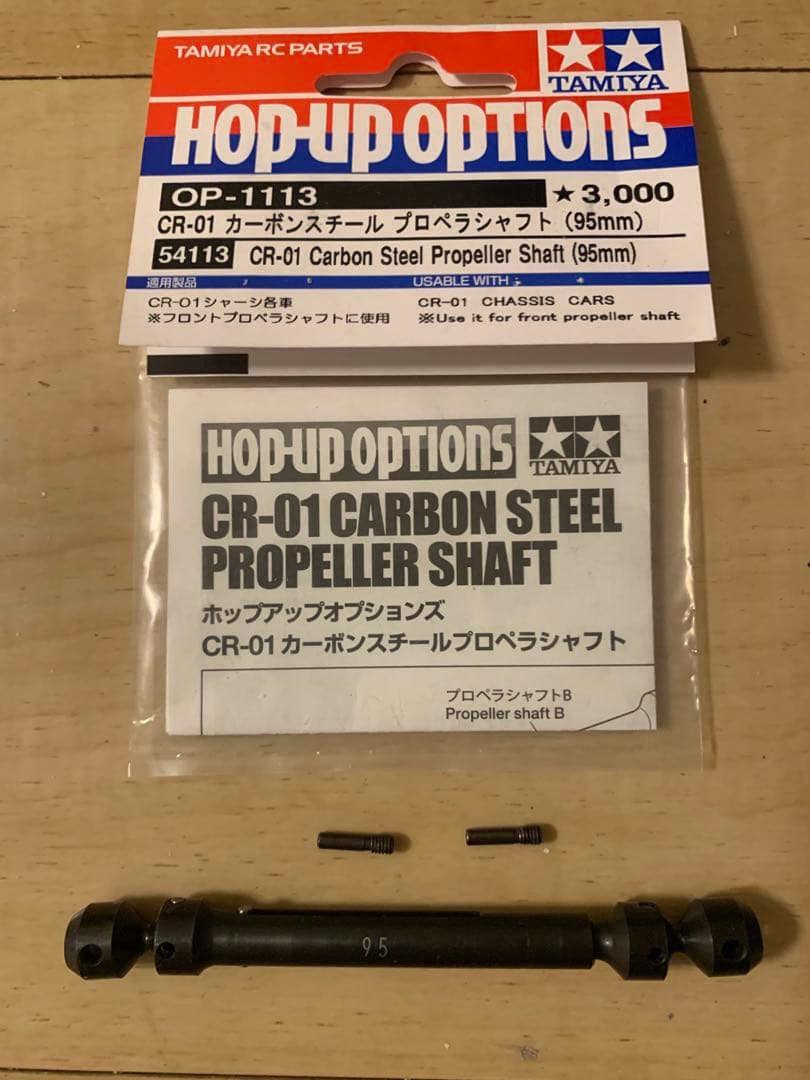 TAMIYA RC PARTS
TAMIYA
HOP-UP OPTIONS
OP-1113 ★3,000
CR-01 カーボンスチール プロペラシャフト（95mm）
54113 CR-01 Carbon Steel Propeller Shaft (95mm)
適用製品 USABLE WITH
CR-01シャーシ各車 CR-01 CHASSIS CARS
※フロントプロペラシャフトに使用 ※Use it for front propeller shaft
HOP-UP OPTIONS TAMIYA
CR-01 CARBON STEEL
PROPELLER SHAFT
ホップアップオプションズ
CR-01カーボンスチールプロペラシャフト
プロペラシャフトB
Propeller shaft B
95